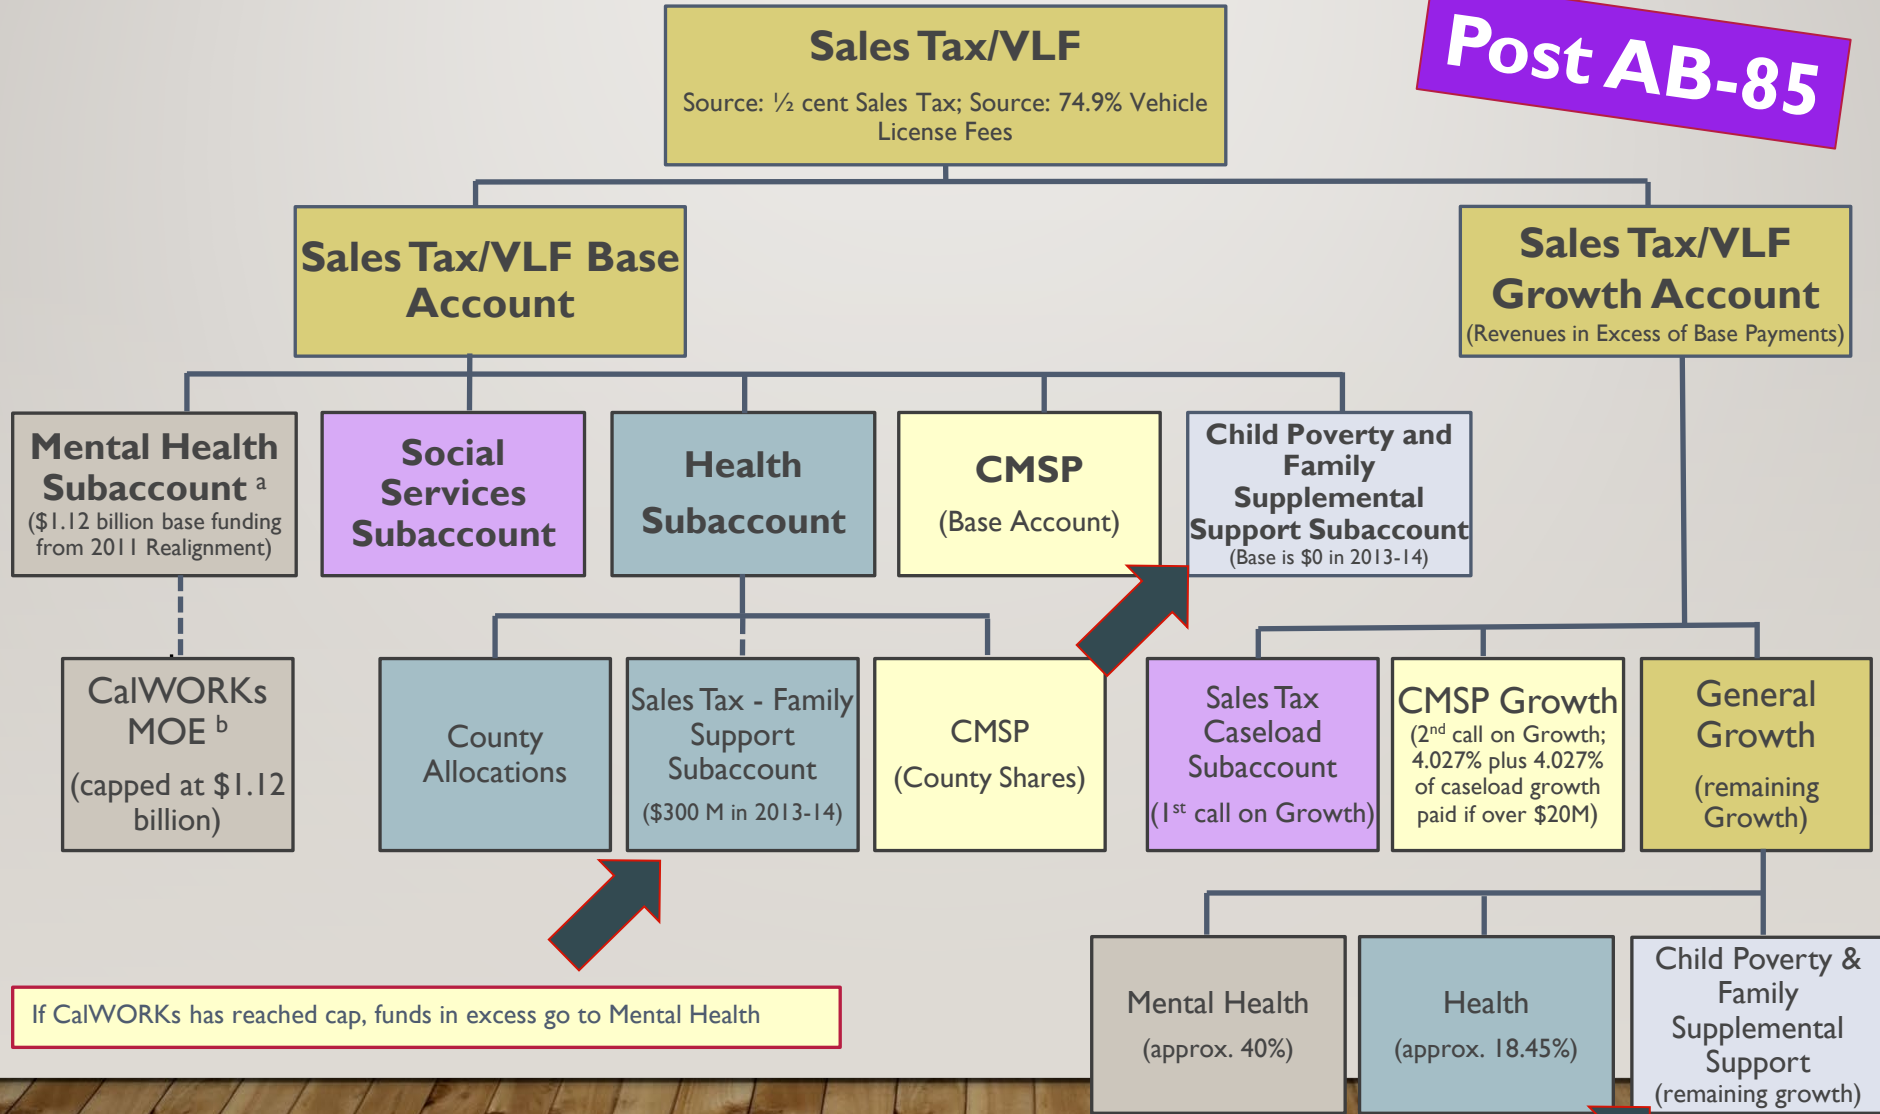 Post AB-85
Sales Tax/VLF
Source: ½ cent Sales Tax; Source: 74.9% Vehicle
License Fees
Sales Tax/VLF Base
Account
Sales Tax/VLF
Growth Account
(Revenues in Excess of Base Payments)
Mental Health
Subaccount a
($1.12 billion base funding
from 2011 Realignment)
Social
Services
Subaccount
Health
Subaccount
CMSP
(Base Account)
Child Poverty and
Family
Supplemental
Support Subaccount
(Base is $0 in 2013-14)
CalWORKs
MOE b
(capped at $1.12
billion)
County
Allocations
Sales Tax - Family
Support
Subaccount
($300 M in 2013-14)
CMSP
(County Shares)
Sales Tax
Caseload
Subaccount
(1st call on Growth)
CMSP Growth
(2nd call on Growth;
4.027% plus 4.027%
of caseload growth
paid if over $20M)
General
Growth
(remaining
Growth)
If CalWORKs has reached cap, funds in excess go to Mental Health
Mental Health
(approx. 40%)
Health
(approx. 18.45%)
Child Poverty &
Family
Supplemental
Support
(remaining growth)